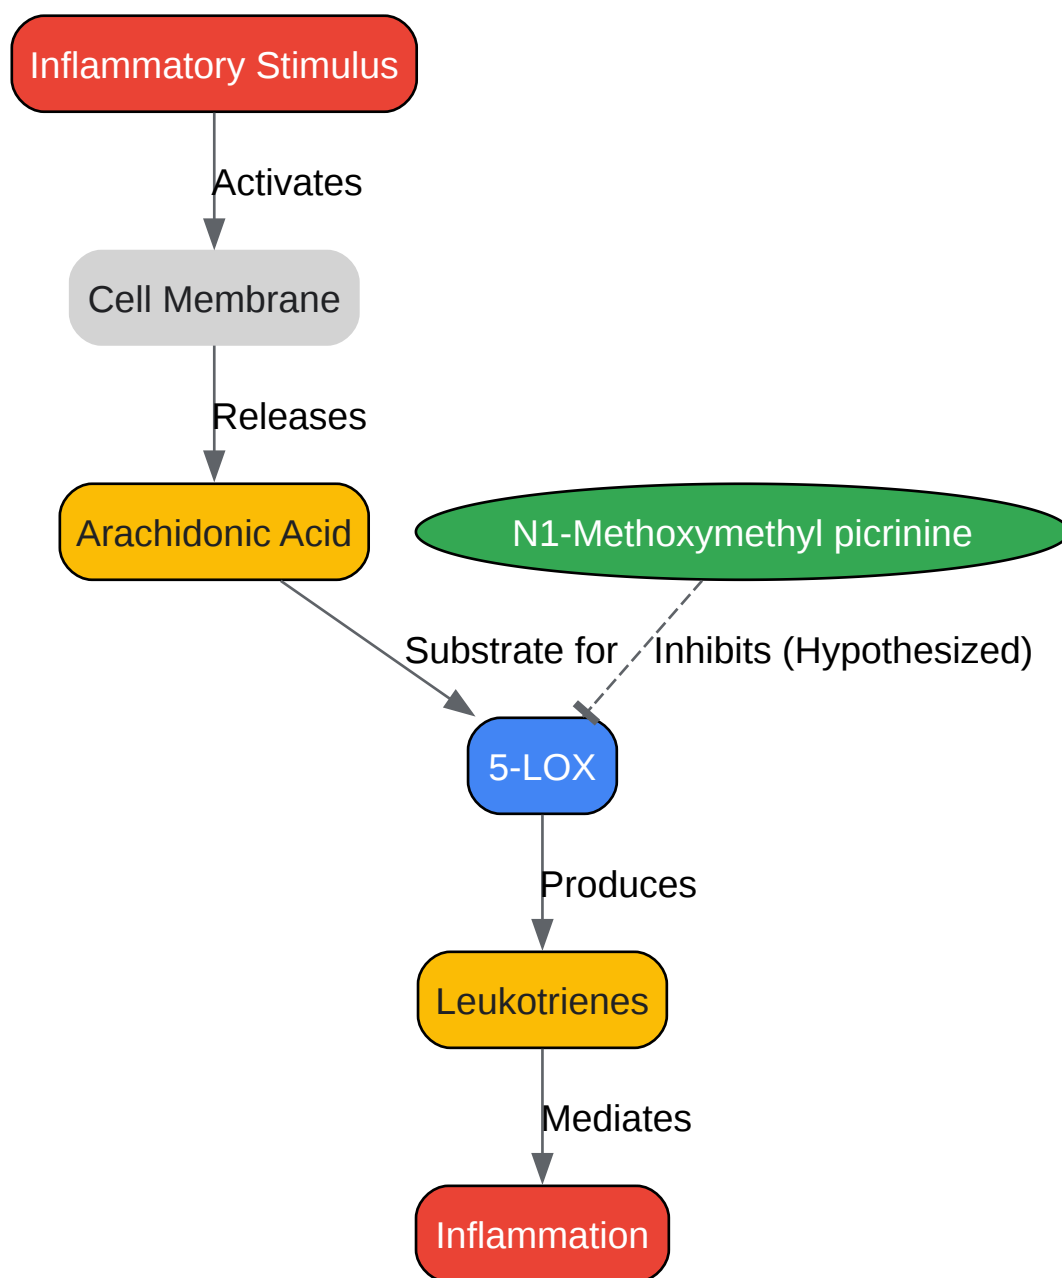 Inflammatory Stimulus
Activates
Cell Membrane
Releases
Arachidonic Acid
N1-Methoxymethyl picrinine
Substrate for
Inhibits (Hypothesized)
5-LOX
Produces
Leukotrienes
Mediates
Inflammation